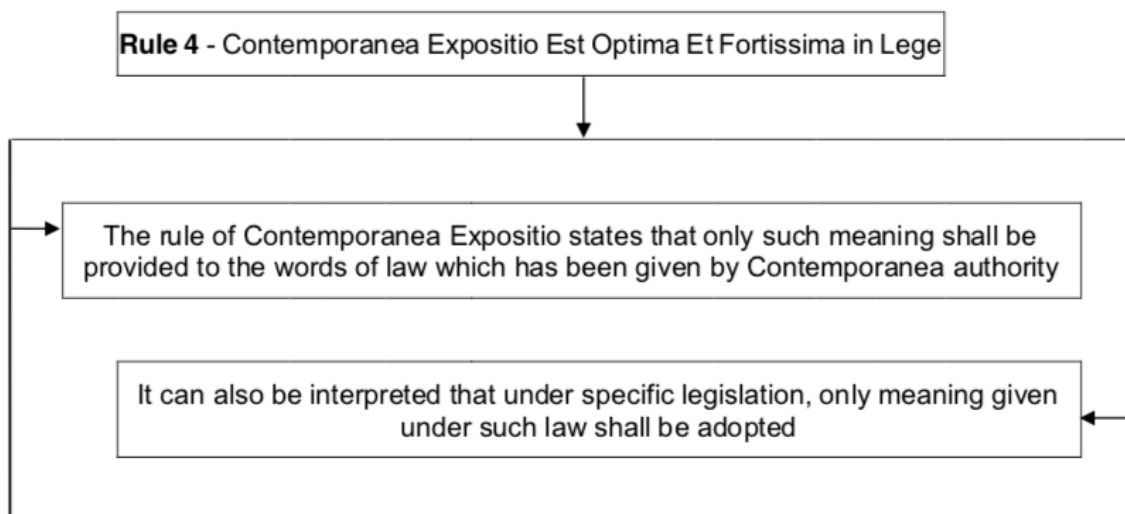 Rule 4 - Contemporanea Expositio Est Optima Et Fortissima in Lege
The rule of Contemporanea Expositio states that only such meaning shall be
provided to the words of law which has been given by Contemporanea authority
It can also be interpreted that under specific legislation, only meaning given
under such law shall be adopted